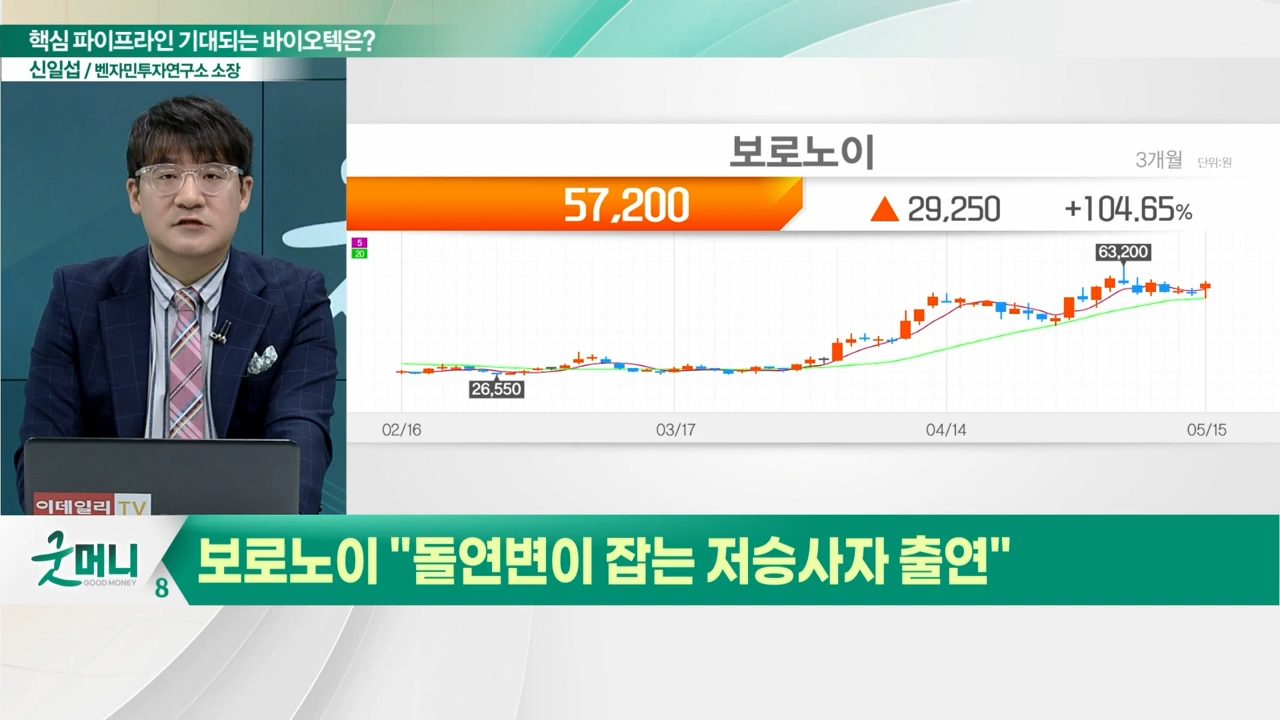 핵심 파이프라인 기대되는 바이오텍은?
신일섭 / 벤자민투자연구소 소장
보로노이
3개월 단위:원
57,200 ▲ 29,250 +104.65%
5
20
63,200
26,550
02/16 03/17 04/14 05/15
이데일리 TV
굿머니
GOOD MONEY
8
보로노이 "돌연변이 잡는 저승사자 출연"